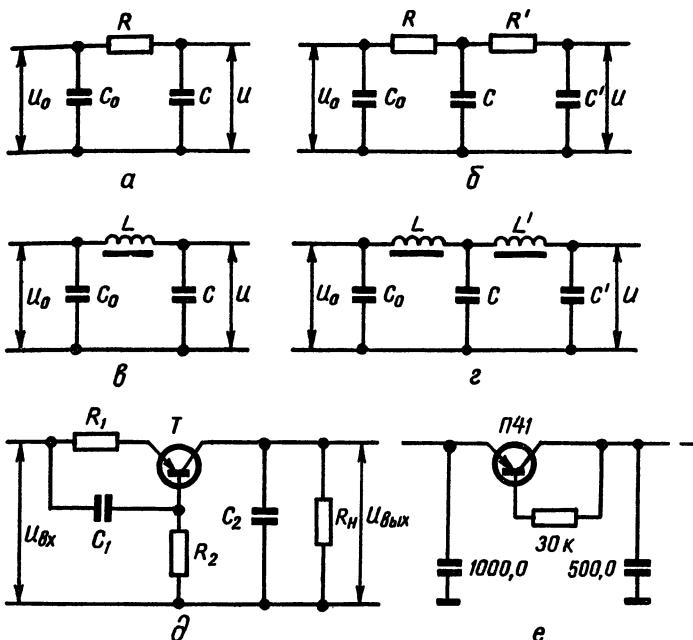 R
U₀ C₀ C U
а
R R'
U₀ C₀ C C' U
б
L
U₀ C₀ C U
в
L L'
U₀ C₀ C C' U
г
R₁ T
Uвх C₁ R₂ C₂ Rн Uвых
д
П41
30 к
1000,0 500,0
е